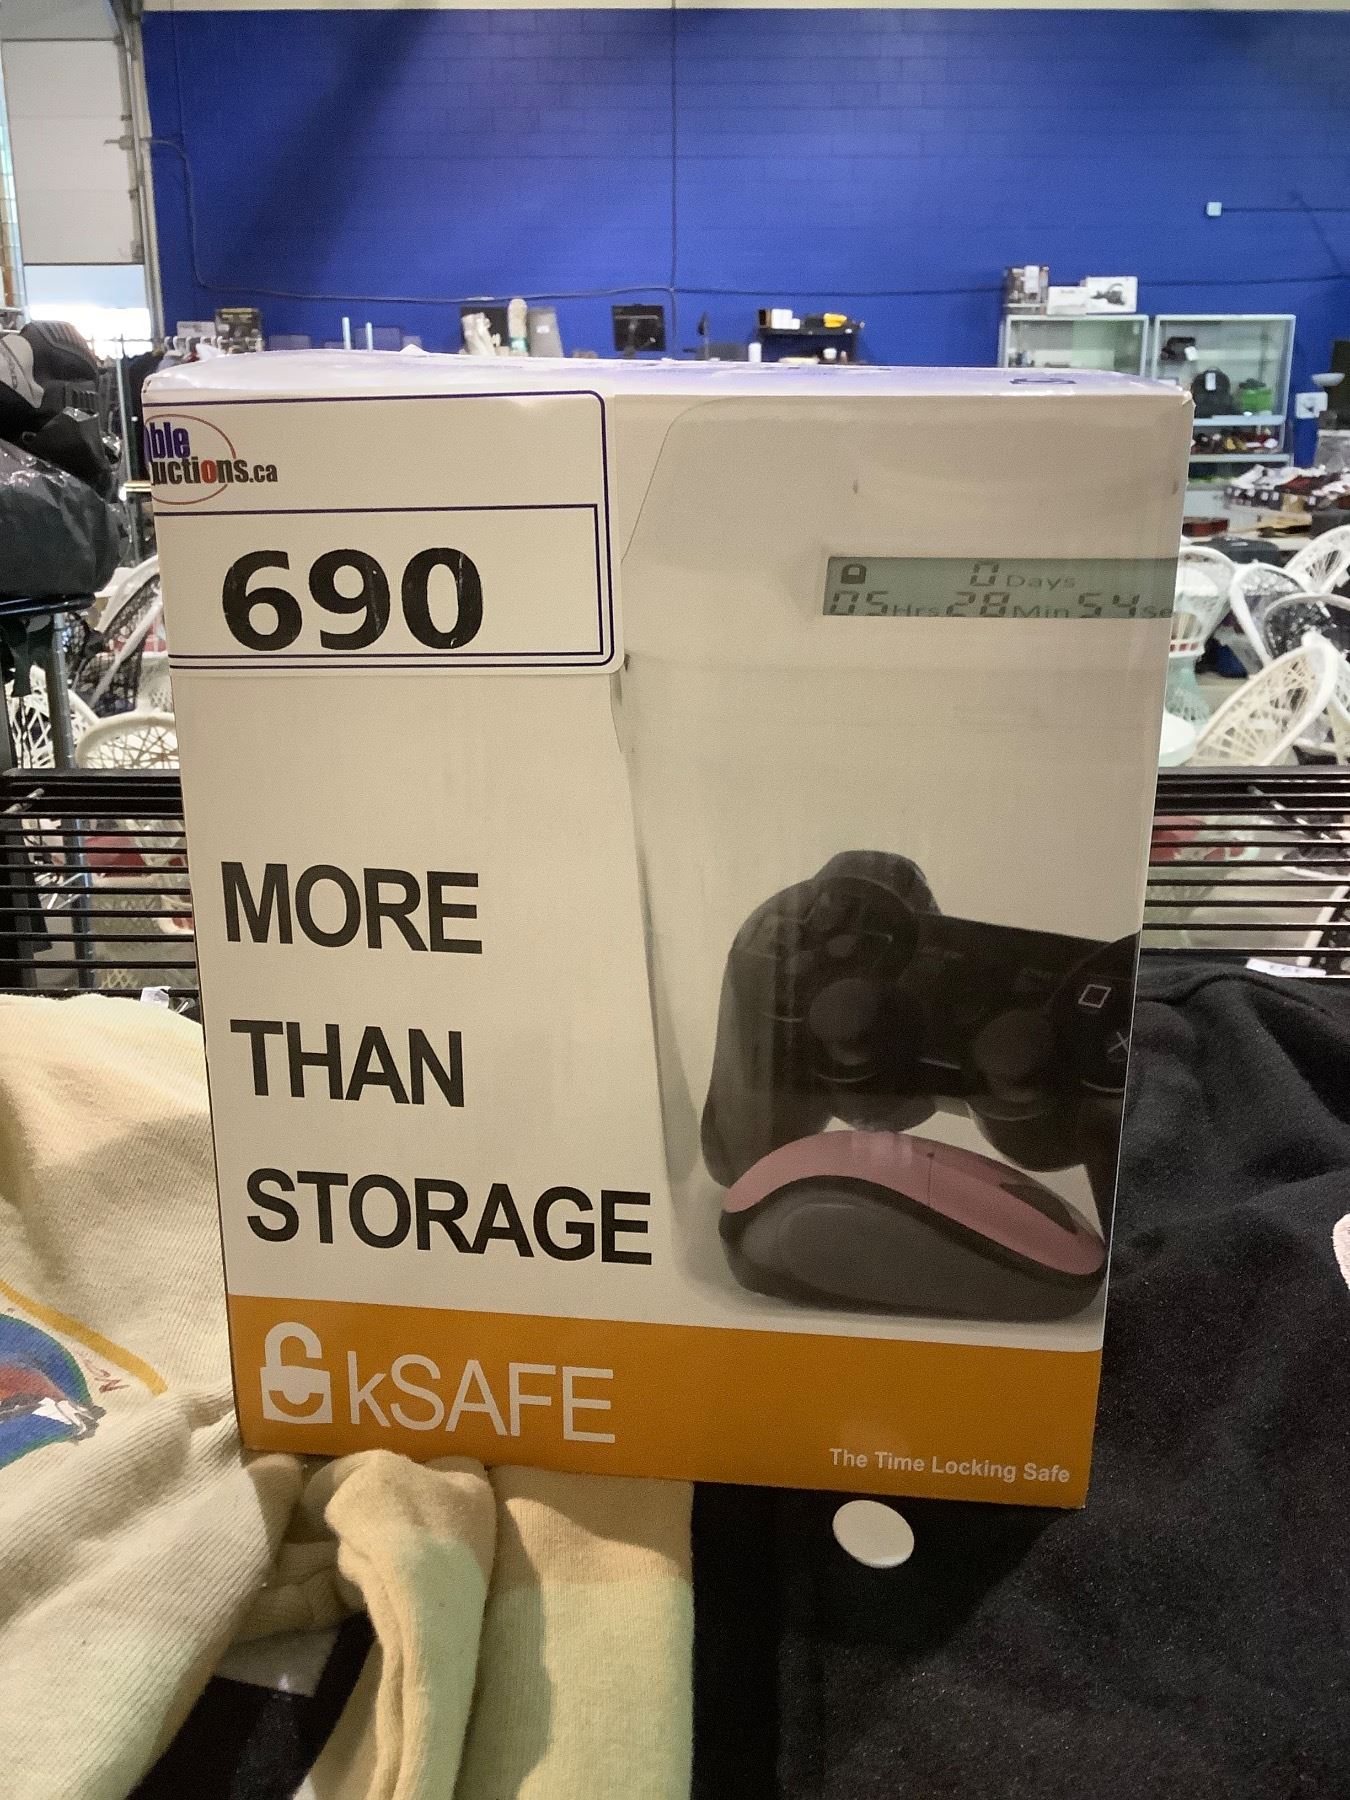 ble
uctions.ca
690
0 Days
05 Hrs 28 Min 54 Se
MORE
THAN
STORAGE
kSAFE
The Time Locking Safe